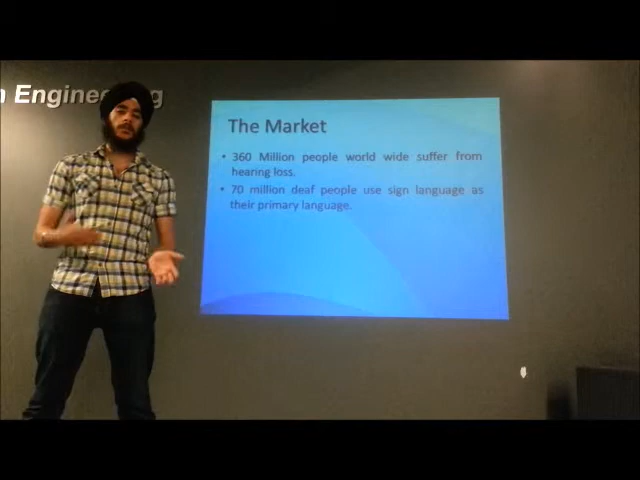 n Engineering
The Market
• 360 Million people world wide suffer from
hearing loss.
• 70 million deaf people use sign language as
their primary language.